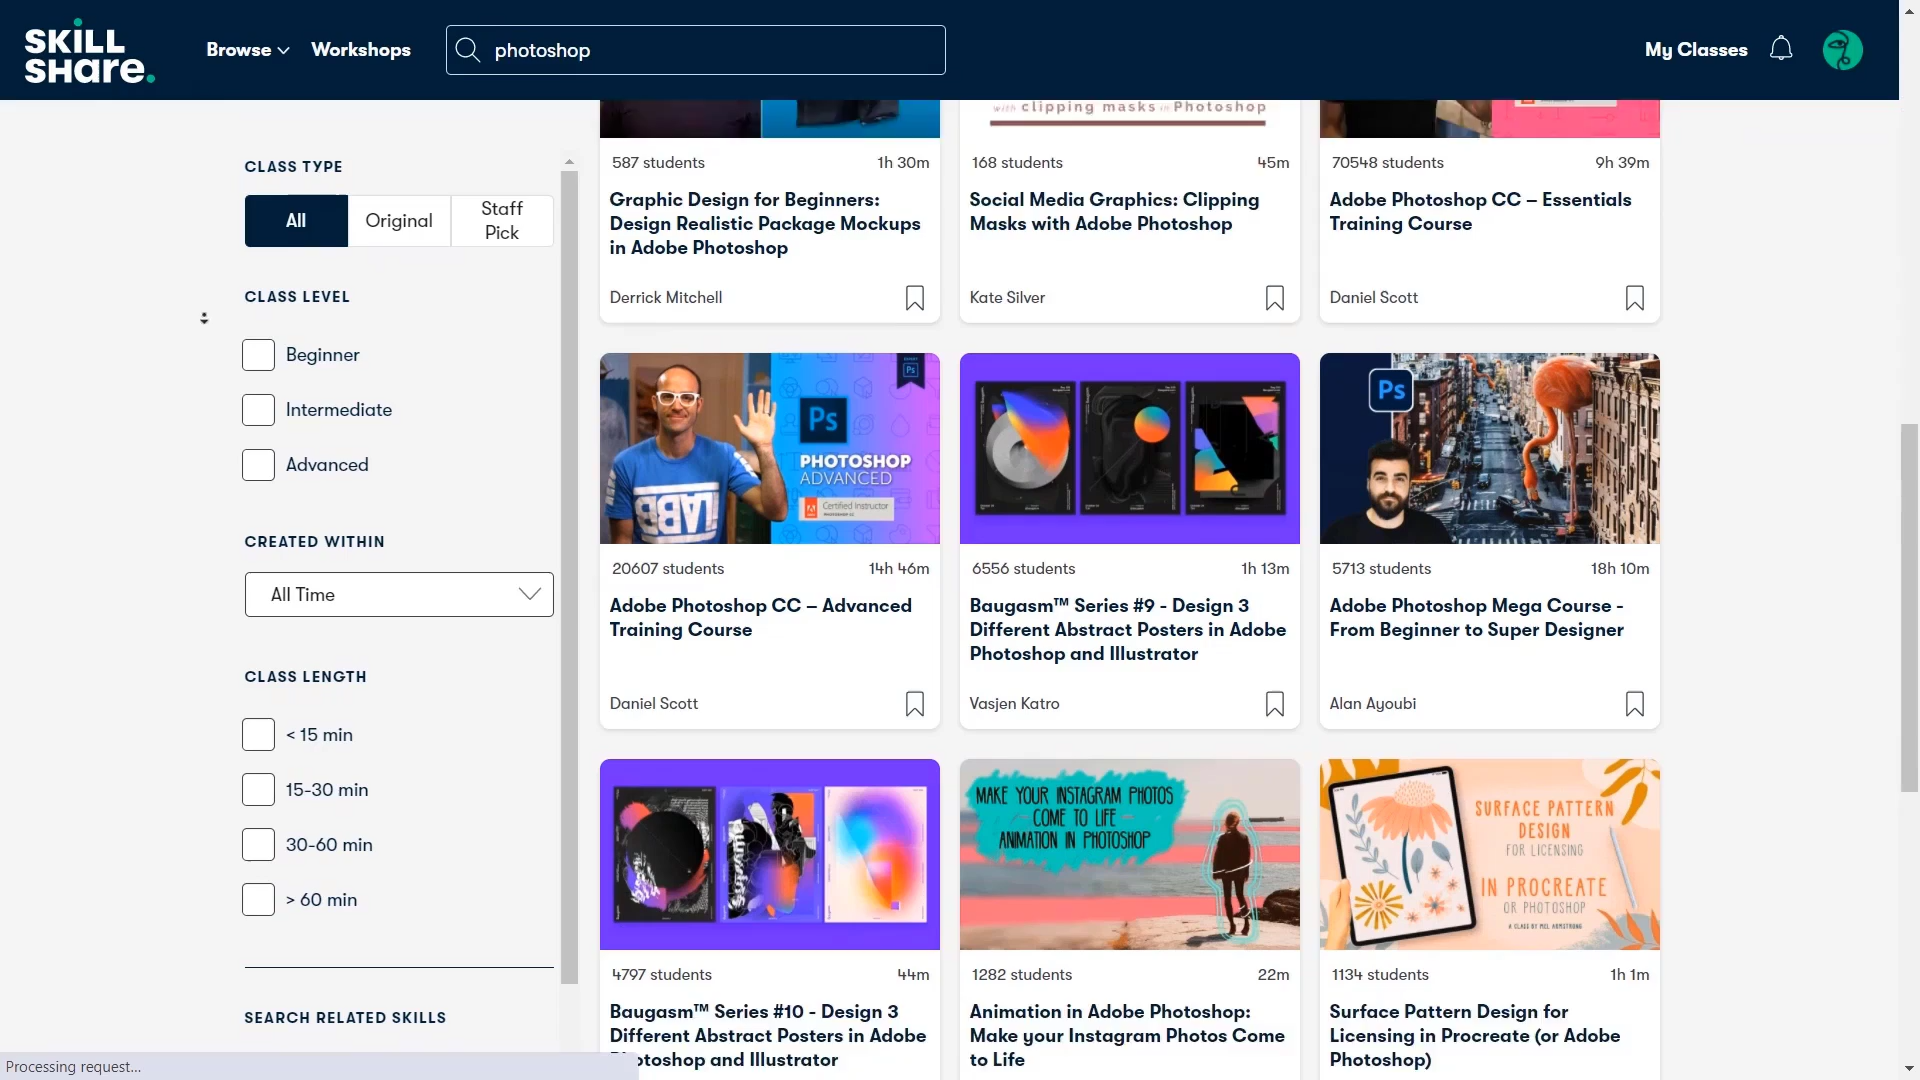 SKILL
SHARE.
Browse
Workshops
photoshop
My Classes
CLASS TYPE
All
Original
Staff
Pick
CLASS LEVEL
Beginner
Intermediate
Advanced
CREATED WITHIN
All Time
CLASS LENGTH
< 15 min
15-30 min
30-60 min
> 60 min
SEARCH RELATED SKILLS
Processing request...
587 students
1h 30m
Graphic Design for Beginners:
Design Realistic Package Mockups
in Adobe Photoshop
Derrick Mitchell
with clipping masks in Photoshop
168 students
45m
Social Media Graphics: Clipping
Masks with Adobe Photoshop
Kate Silver
70548 students
9h 39m
Adobe Photoshop CC – Essentials
Training Course
Daniel Scott
Ps
Ps
PHOTOSHOP
ADVANCED
Certified Instructor
20607 students
14h 46m
Adobe Photoshop CC – Advanced
Training Course
Daniel Scott
6556 students
1h 13m
Baugasm™ Series #9 - Design 3
Different Abstract Posters in Adobe
Photoshop and Illustrator
Vasjen Katro
Ps
5713 students
18h 10m
Adobe Photoshop Mega Course -
From Beginner to Super Designer
Alan Ayoubi
4797 students
44m
Baugasm™ Series #10 - Design 3
Different Abstract Posters in Adobe
Photoshop and Illustrator
MAKE YOUR INSTAGRAM PHOTOS
COME TO LIFE
ANIMATION IN PHOTOSHOP
1282 students
22m
Animation in Adobe Photoshop:
Make your Instagram Photos Come
to Life
SURFACE PATTERN
DESIGN
FOR LICENSING
IN PROCREATE
OR PHOTOSHOP
A CLASS BY MEL ARMSTRONG
1134 students
1h 1m
Surface Pattern Design for
Licensing in Procreate (or Adobe
Photoshop)